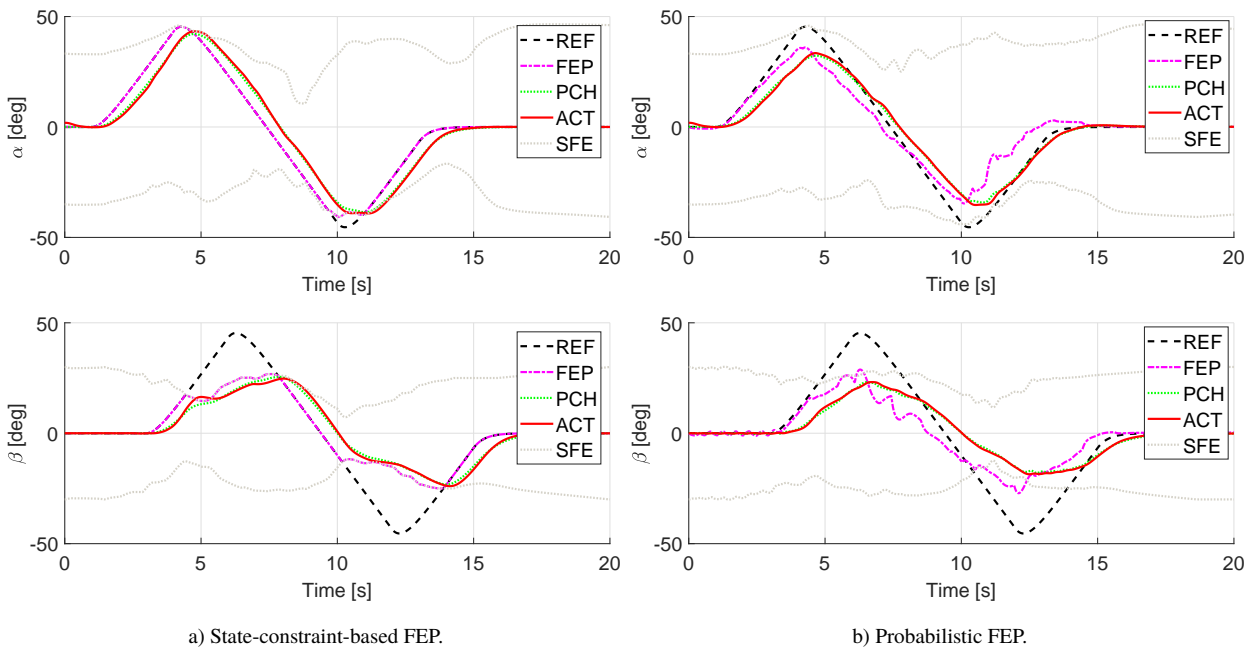 50
0
-50
α [deg]
0
5
10
15
20
Time [s]
REF
FEP
PCH
ACT
SFE
50
0
-50
α [deg]
0
5
10
15
20
Time [s]
REF
FEP
PCH
ACT
SFE
50
0
-50
β [deg]
0
5
10
15
20
Time [s]
REF
FEP
PCH
ACT
SFE
50
0
-50
β [deg]
0
5
10
15
20
Time [s]
REF
FEP
PCH
ACT
SFE
a) State-constraint-based FEP.
b) Probabilistic FEP.